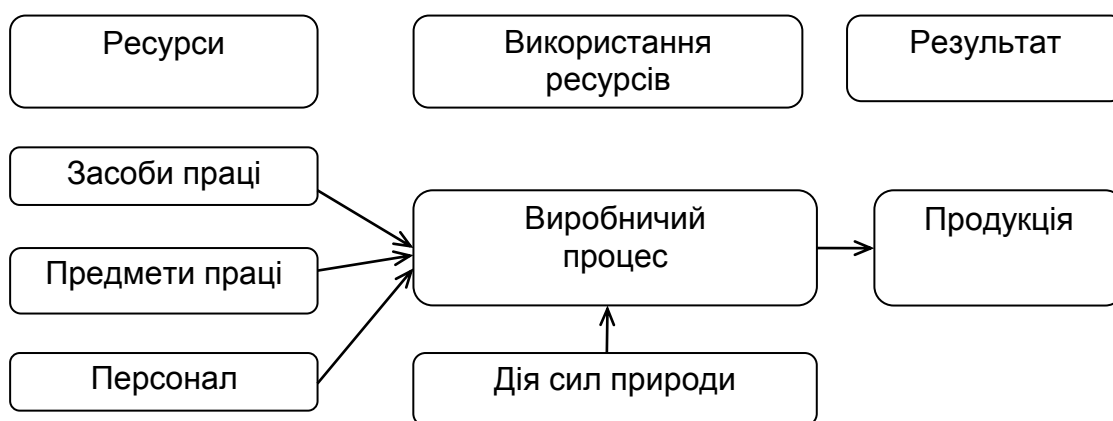 Ресурси
Використання
ресурсів
Результат
Засоби праці
Предмети праці
Персонал
Виробничий
процес
Дія сил природи
Продукція